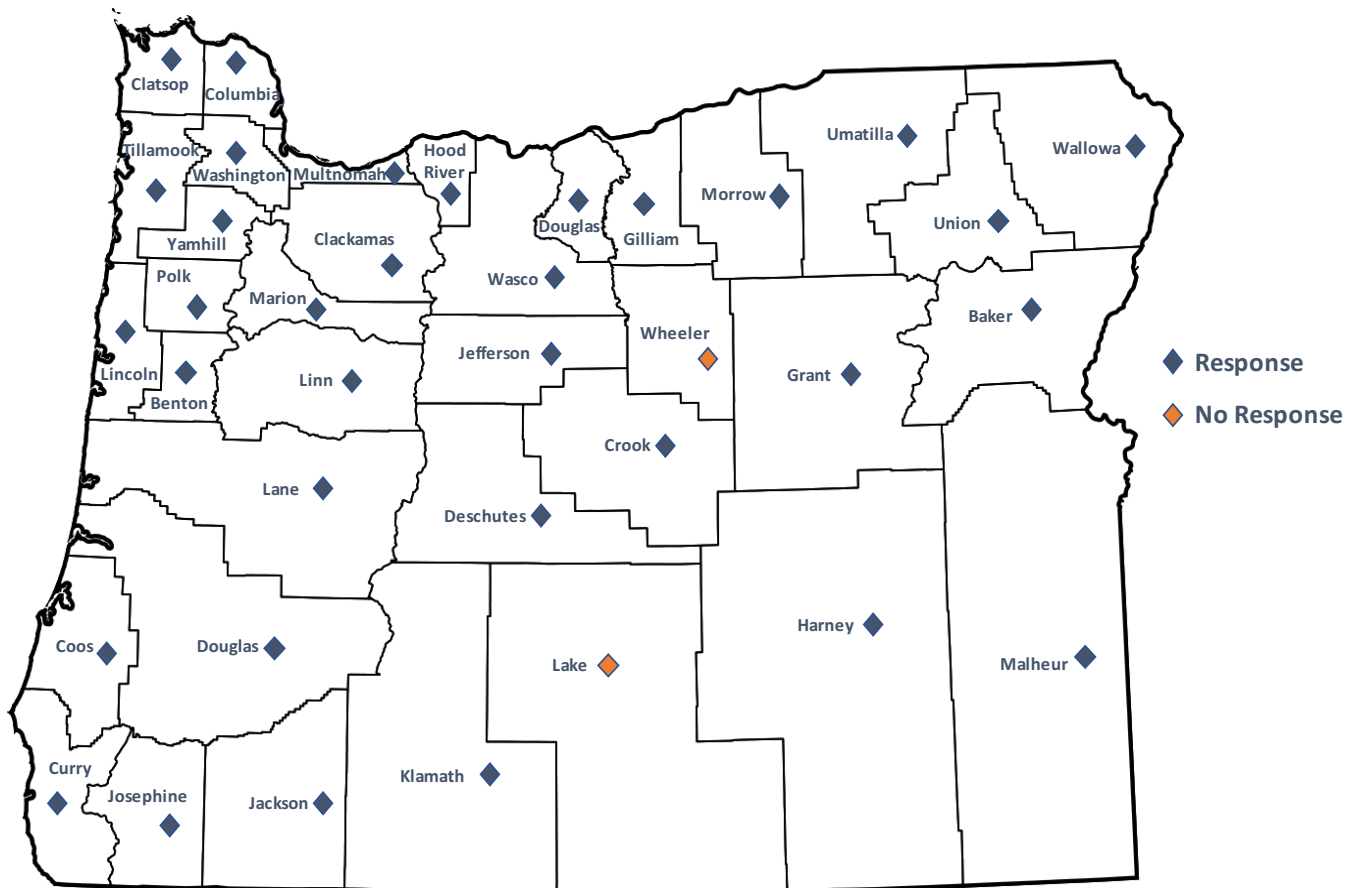 Clatsop
Columbia
Tillamook
Washington
Multnomah
Hood
River
Yamhill
Clackamas
Douglas
Gilliam
Morrow
Umatilla
Union
Wallowa
Polk
Marion
Wasco
Baker
Lincoln
Benton
Linn
Jefferson
Wheeler
Grant
Response
No Response
Crook
Lane
Deschutes
Coos
Douglas
Lake
Harney
Malheur
Curry
Josephine
Jackson
Klamath